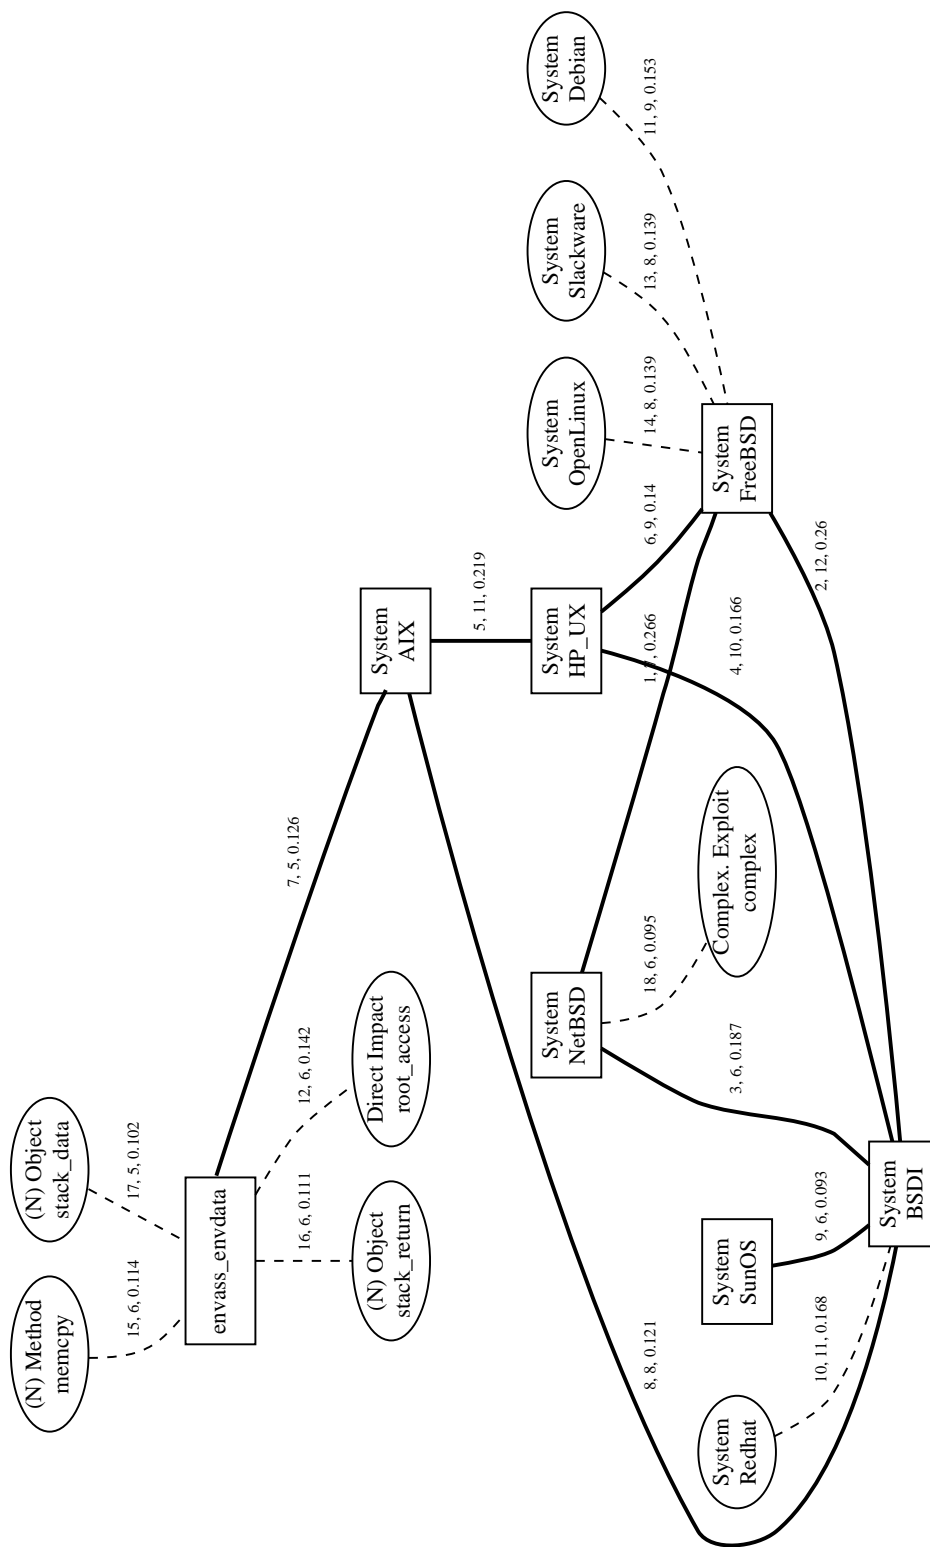 (N) Method
memcpy
(N) Object
stack_data
15, 6, 0.114
17, 5, 0.102
envass_envdata
16, 6, 0.111
12, 6, 0.142
7, 5, 0.126
(N) Object
stack_return
Direct Impact
root_access
System
AIX
5, 11, 0.219
System
NetBSD
System
HP_UX
System
OpenLinux
System
Slackware
System
Debian
8, 8, 0.121
18, 6, 0.095
1, 0.266
6, 9, 0.14
14, 8, 0.139
13, 8, 0.139
11, 9, 0.153
System
Redhat
System
SunOS
3, 6, 0.187
Complex. Exploit
complex
4, 10, 0.166
System
FreeBSD
10, 11, 0.168
9, 6, 0.093
2, 12, 0.26
System
BSDI